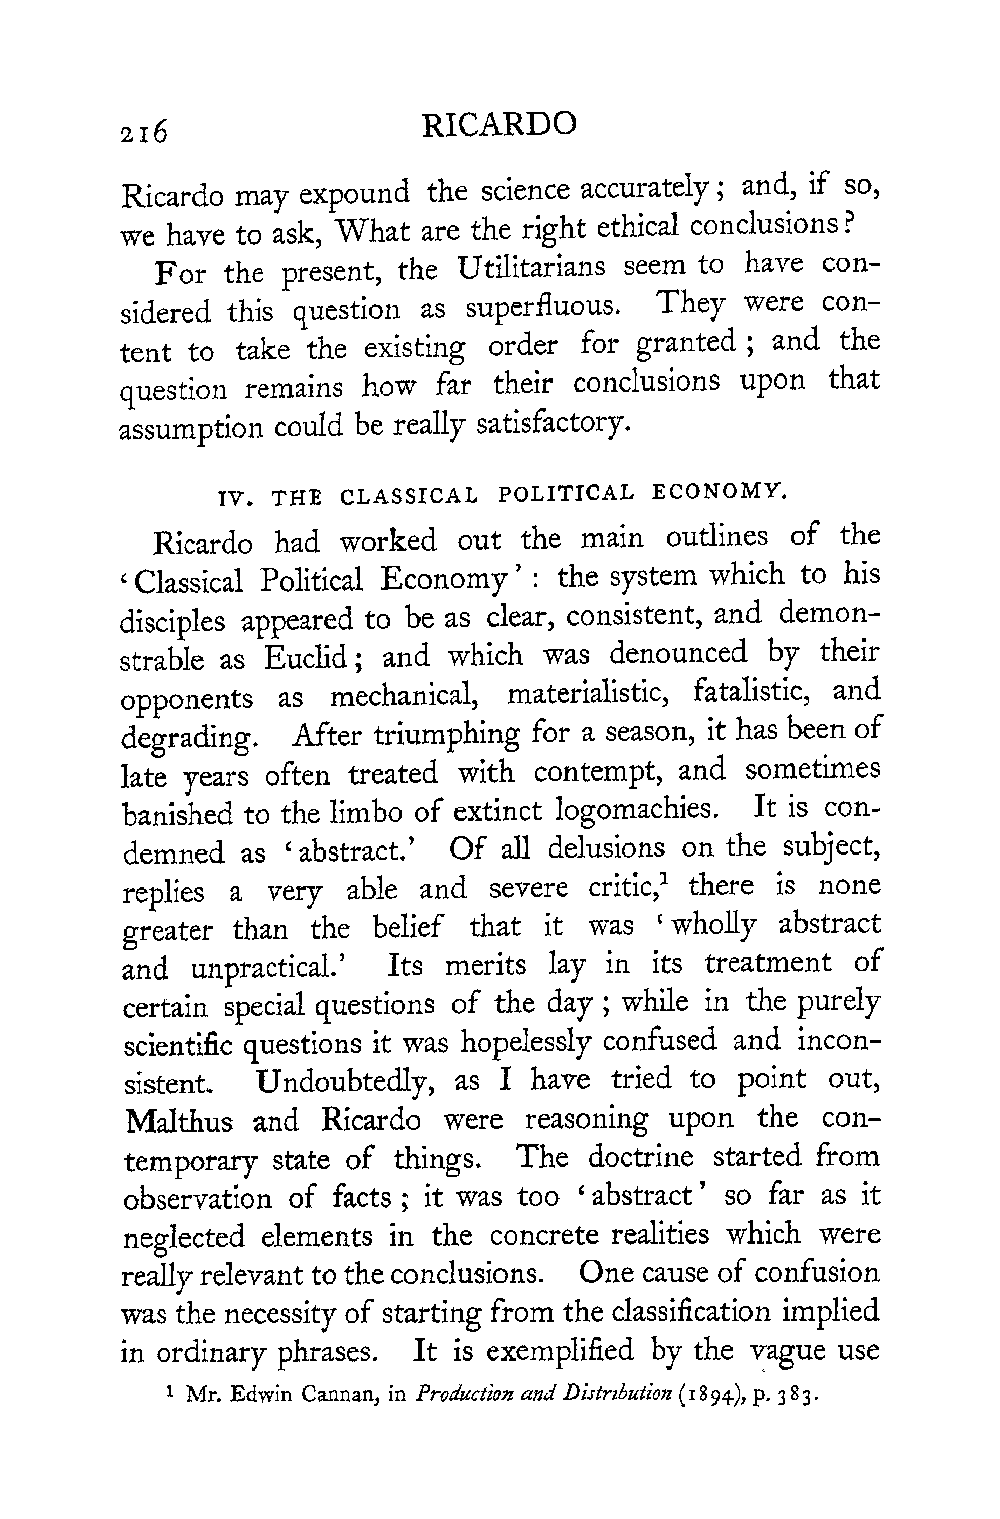 216 RICARDO
Ricardo may expound the science accurately; and, if so,
we have to ask, What are the right ethical conclusions?
For the present, the Utilitarians seem to have con-
sidered this question as superfluous. They were con-
tent to take the existing order for granted; and the
question remains how far their conclusions upon that
assumption could be really satisfactory.
IV. THE CLASSICAL POLITICAL ECONOMY.
Ricardo had worked out the main outlines of the
‘Classical Political Economy’: the system which to his
disciples appeared to be as clear, consistent, and demon-
strable as Euclid; and which was denounced by their
opponents as mechanical, materialistic, fatalistic, and
degrading. After triumphing for a season, it has been of
late years often treated with contempt, and sometimes
banished to the limbo of extinct logomachies. It is con-
demned as ‘abstract.’ Of all delusions on the subject,
replies a very able and severe critic,¹ there is none
greater than the belief that it was ‘wholly abstract
and unpractical.’ Its merits lay in its treatment of
certain special questions of the day; while in the purely
scientific questions it was hopelessly confused and incon-
sistent. Undoubtedly, as I have tried to point out,
Malthus and Ricardo were reasoning upon the con-
temporary state of things. The doctrine started from
observation of facts; it was too ‘abstract’ so far as it
neglected elements in the concrete realities which were
really relevant to the conclusions. One cause of confusion
was the necessity of starting from the classification implied
in ordinary phrases. It is exemplified by the vague use
¹ Mr. Edwin Cannan, in Production and Distribution (1894), p. 383.